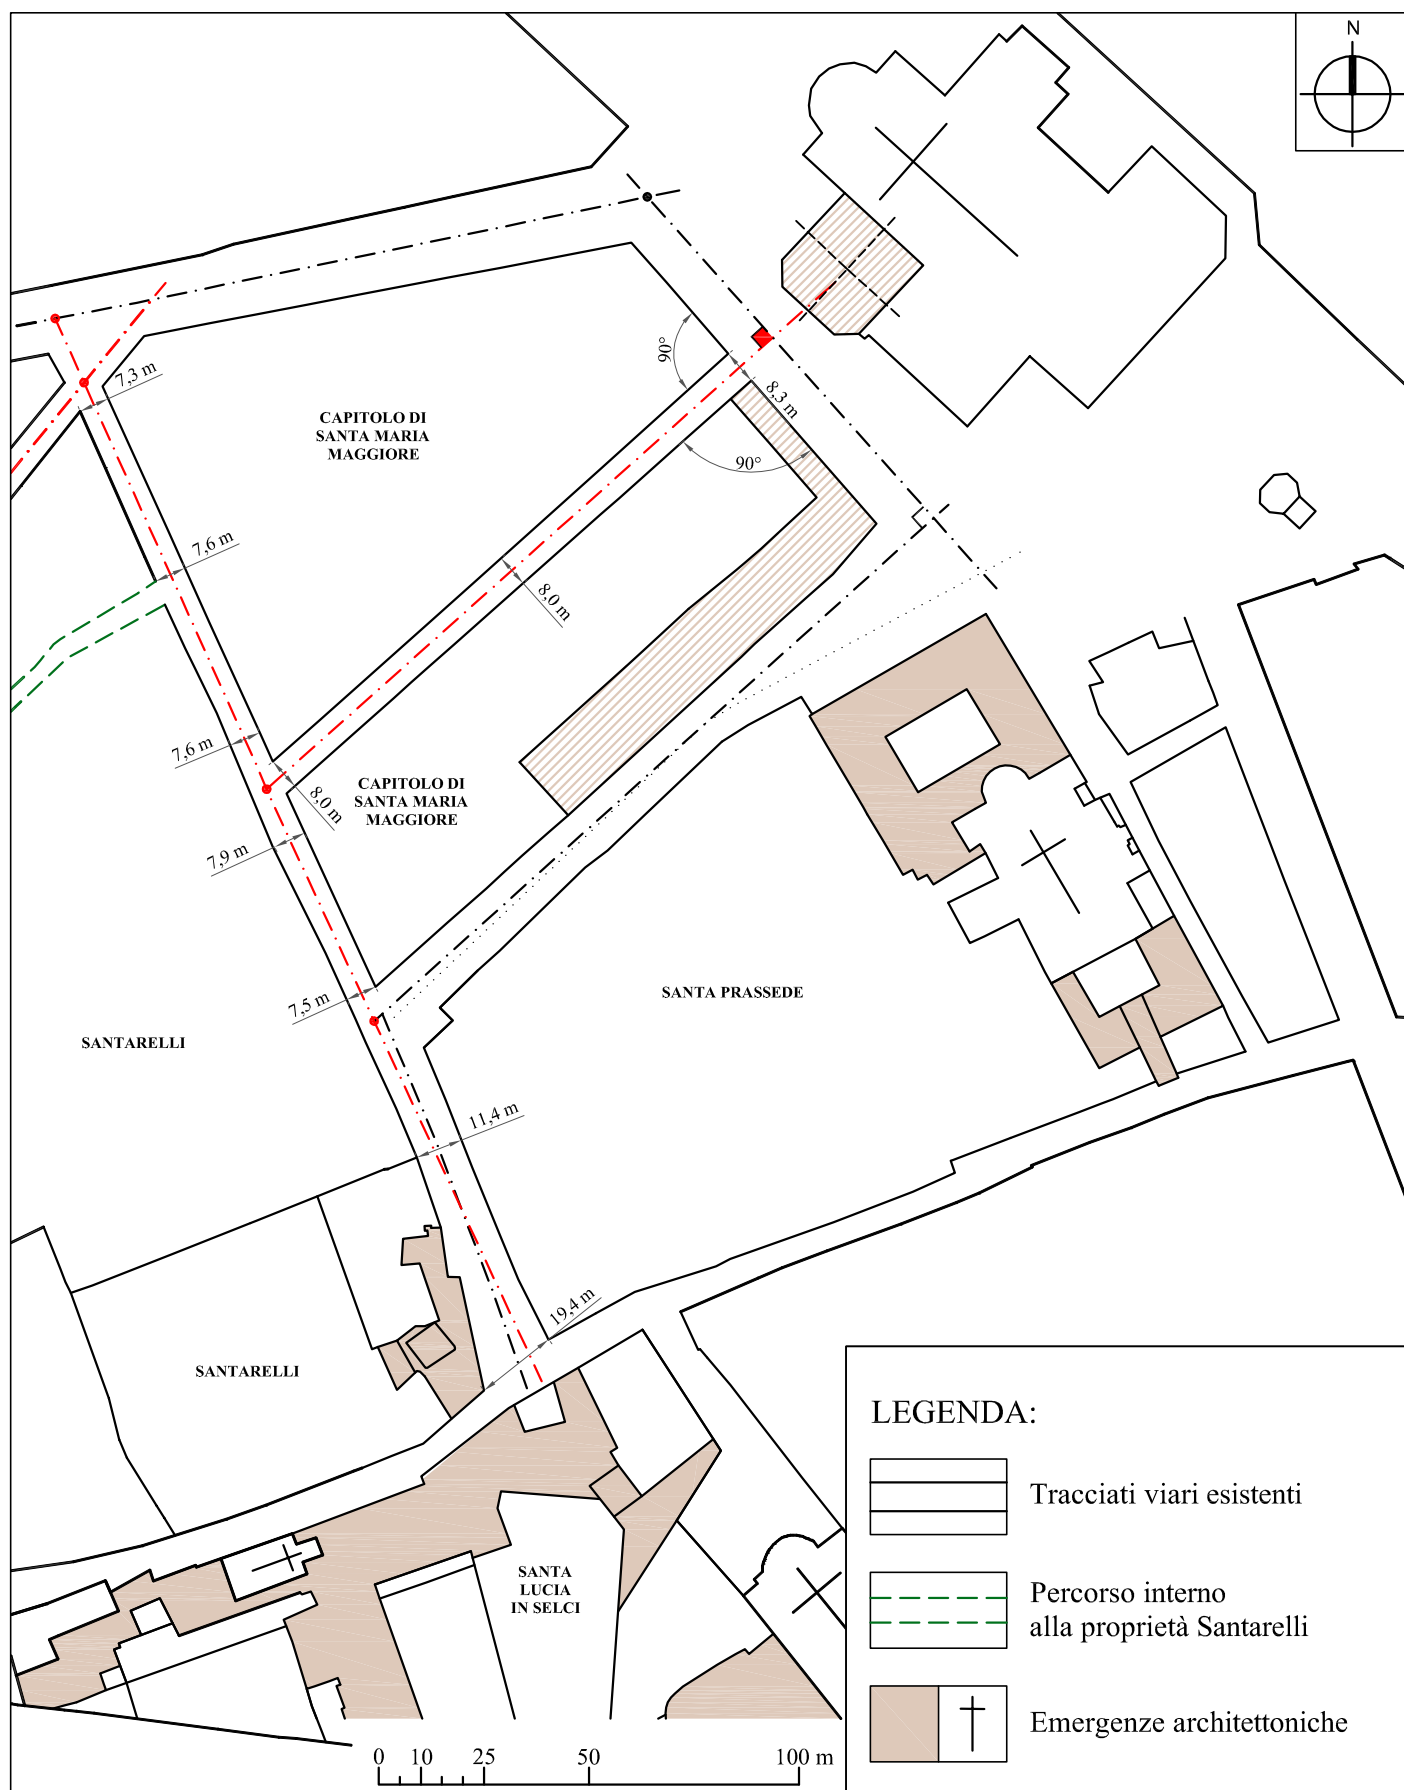 N
7,3 m
90°
8,3 m
CAPITOLO DI
SANTA MARIA
MAGGIORE
90°
7,6 m
8,0 m
7,6 m
8,0 m
CAPITOLO DI
SANTA MARIA
MAGGIORE
7,9 m
7,5 m
SANTA PRASSEDE
SANTARELLI
11,4 m
19,4 m
SANTARELLI
SANTA
LUCIA
IN SELCI
LEGENDA:
Tracciati viari esistenti
Percorso interno
alla proprietà Santarelli
Emergenze architettoniche
0 10 25 50 100 m